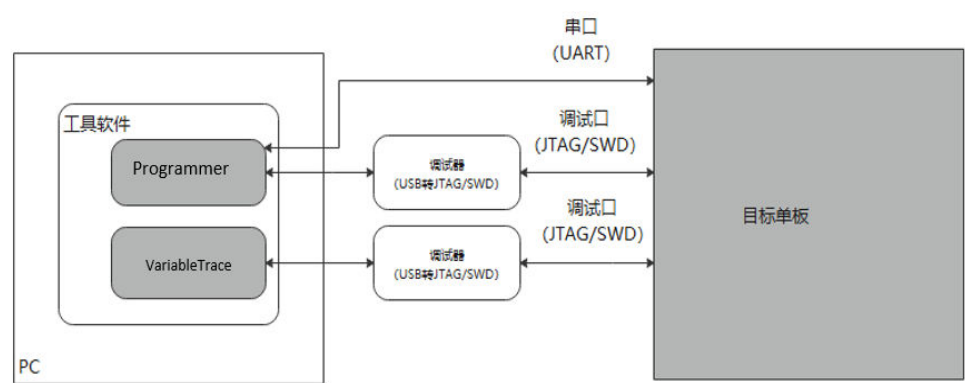 串口
(UART)
工具软件
Programmer
调试口
(JTAG/SWD)
调试器
(USB转JTAG/SWD)
调试口
(JTAG/SWD)
目标单板
VariableTrace
调试器
(USB转JTAG/SWD)
PC